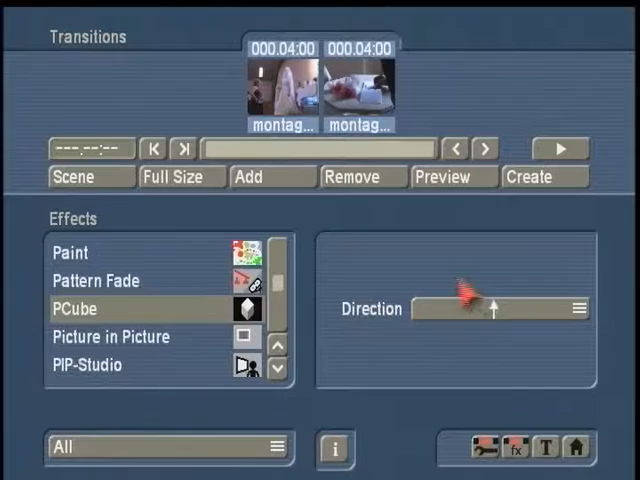 Transitions
000.04:00 000.04:00
montag... montag...
---.--:--
Scene Full Size Add Remove Preview Create
Effects
Paint
Pattern Fade
PCube
Picture in Picture
PIP-Studio
Direction
All
i
fx T